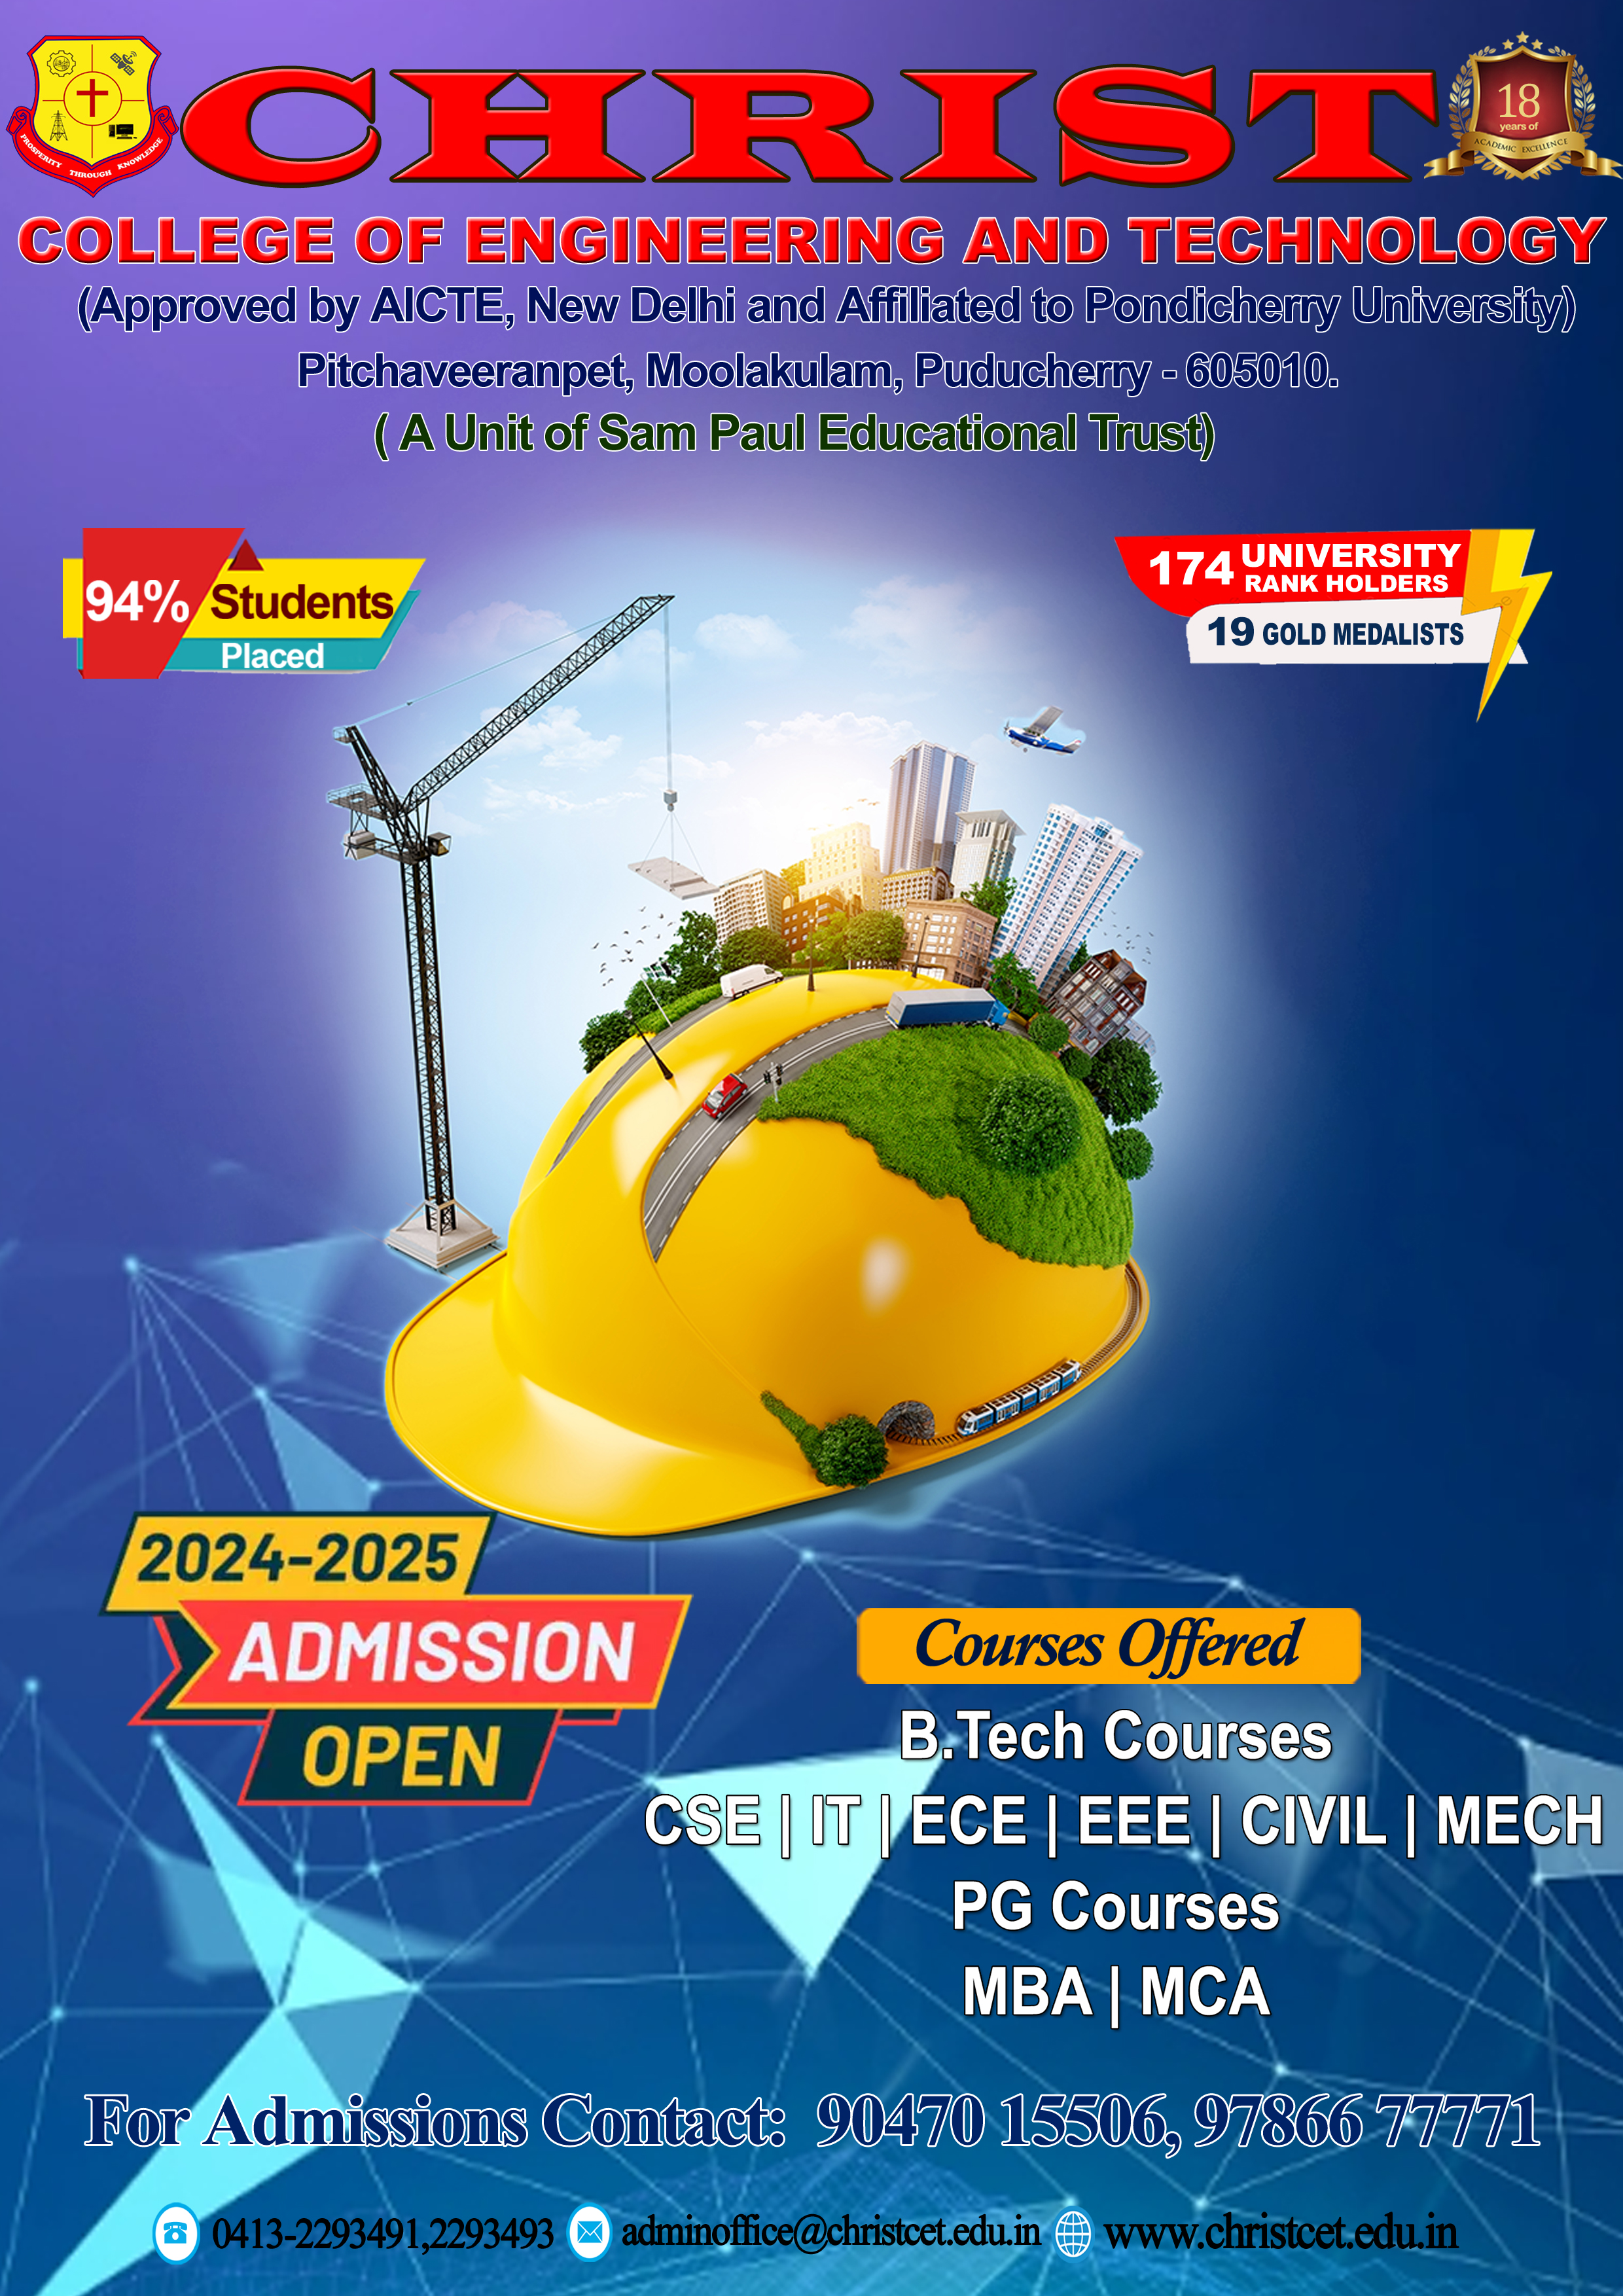 PROSPERITY THROUGH KNOWLEDGE
CHRIST
18
years of
ACADEMIC EXCELLENCE
COLLEGE OF ENGINEERING AND TECHNOLOGY
(Approved by AICTE, New Delhi and Affiliated to Pondicherry University)
Pitchaveeranpet, Moolakulam, Puducherry - 605010.
( A Unit of Sam Paul Educational Trust)
94% Students
Placed
174 UNIVERSITY
RANK HOLDERS
19 GOLD MEDALISTS
2024-2025
ADMISSION
OPEN
Courses Offered
B.Tech Courses
CSE | IT | ECE | EEE | CIVIL | MECH
PG Courses
MBA | MCA
For Admissions Contact: 90470 15506, 97866 77771
0413-2293491,2293493 adminoffice@christcet.edu.in www.christcet.edu.in